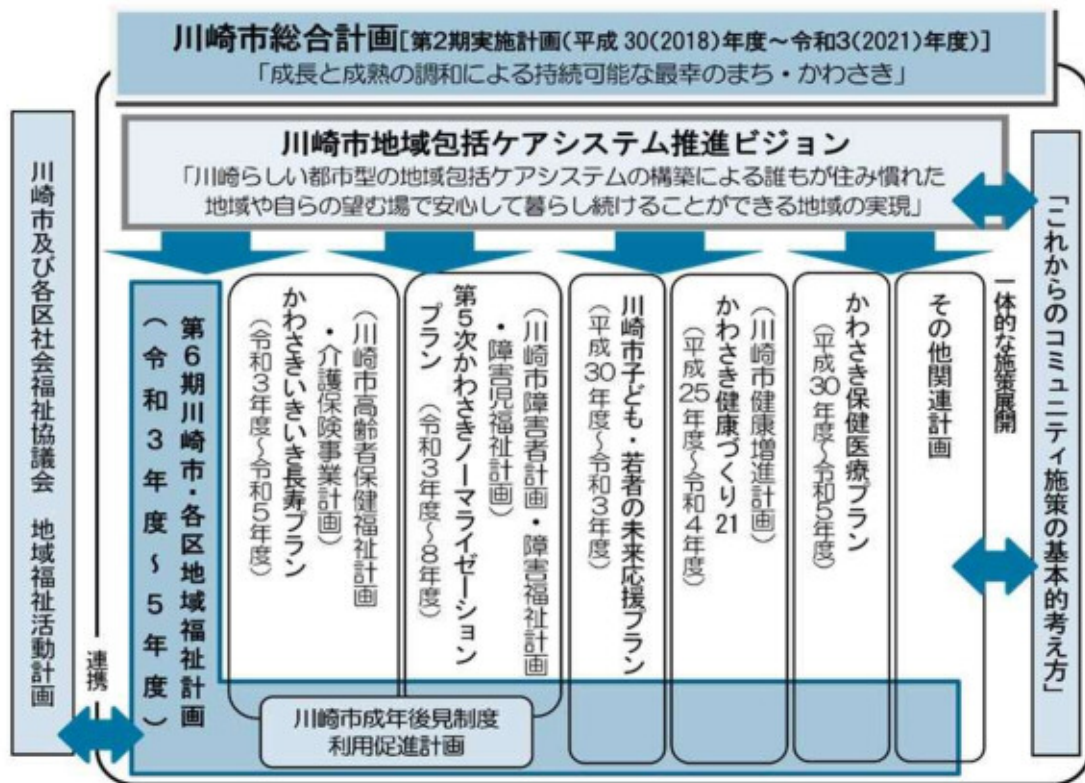 川崎市総合計画[第2期実施計画(平成30(2018)年度～令和3(2021)年度)]
「成長と成熟の調和による持続可能な最幸のまち・かわさき」
川崎市地域包括ケアシステム推進ビジョン
「川崎らしい都市型の地域包括ケアシステムの構築による誰もが住み慣れた
地域や自らの望む場で安心して暮らし続けることができる地域の実現」
川崎市及び各区社会福祉協議会　地域福祉活動計画
連携
第6期川崎市・各区地域福祉計画
（令和3年度～5年度）
（川崎市高齢者保健福祉計画
・介護保険事業計画）
かわさきいきいき長寿プラン
（令和3年度～令和5年度）
（川崎市障害者計画・障害福祉計画
・障害児福祉計画）
第5次かわさきノーマライゼーション
プラン　（令和3年度～8年度）
川崎市子ども・若者の未来応援プラン
（平成30年度～令和3年度）
（川崎市健康増進計画）
かわさき健康づくり21
（平成25年度～令和4年度）
かわさき保健医療プラン
（平成30年度～令和5年度）
その他関連計画
一体的な施策展開
「これからのコミュニティ施策の基本的考え方」
川崎市成年後見制度
利用促進計画